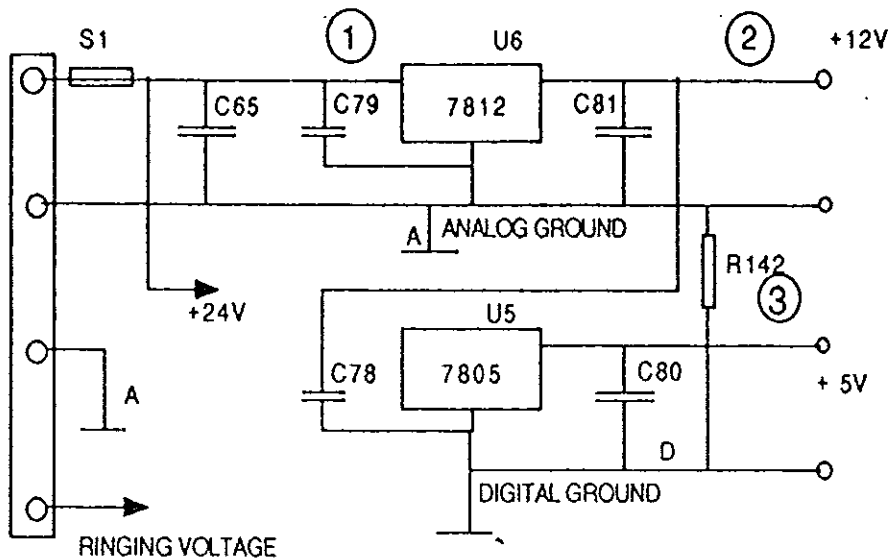 S1
1
U6
2
+12V
C65
C79
7812
C81
A
ANALOG GROUND
R142
+24V
U5
3
C78
7805
C80
+ 5V
A
D
DIGITAL GROUND
RINGING VOLTAGE